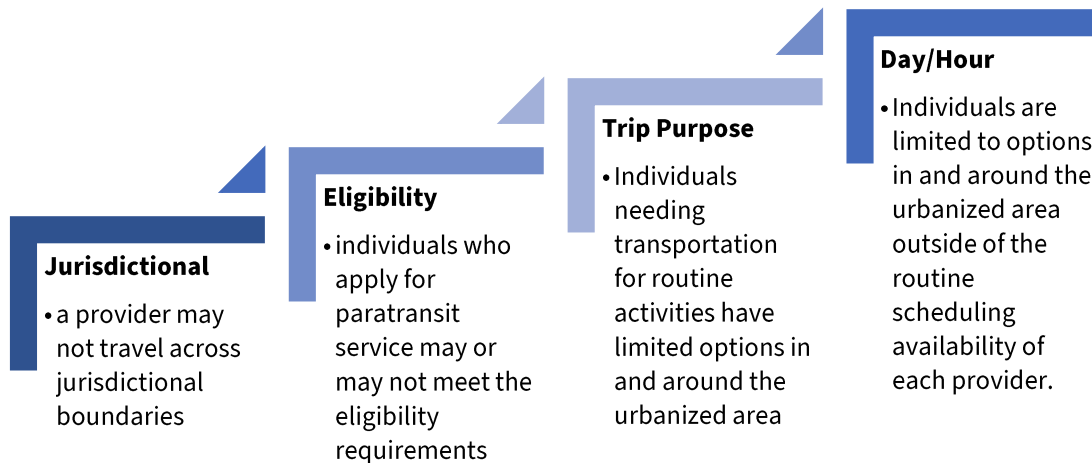 Jurisdictional
•a provider may
not travel across
jurisdictional
boundaries
Eligibility
•individuals who
apply for
paratransit
service may or
may not meet the
eligibility
requirements
Trip Purpose
•Individuals
needing
transportation
for routine
activities have
limited options in
and around the
urbanized area
Day/Hour
•Individuals are
limited to options
in and around the
urbanized area
outside of the
routine
scheduling
availability of
each provider.